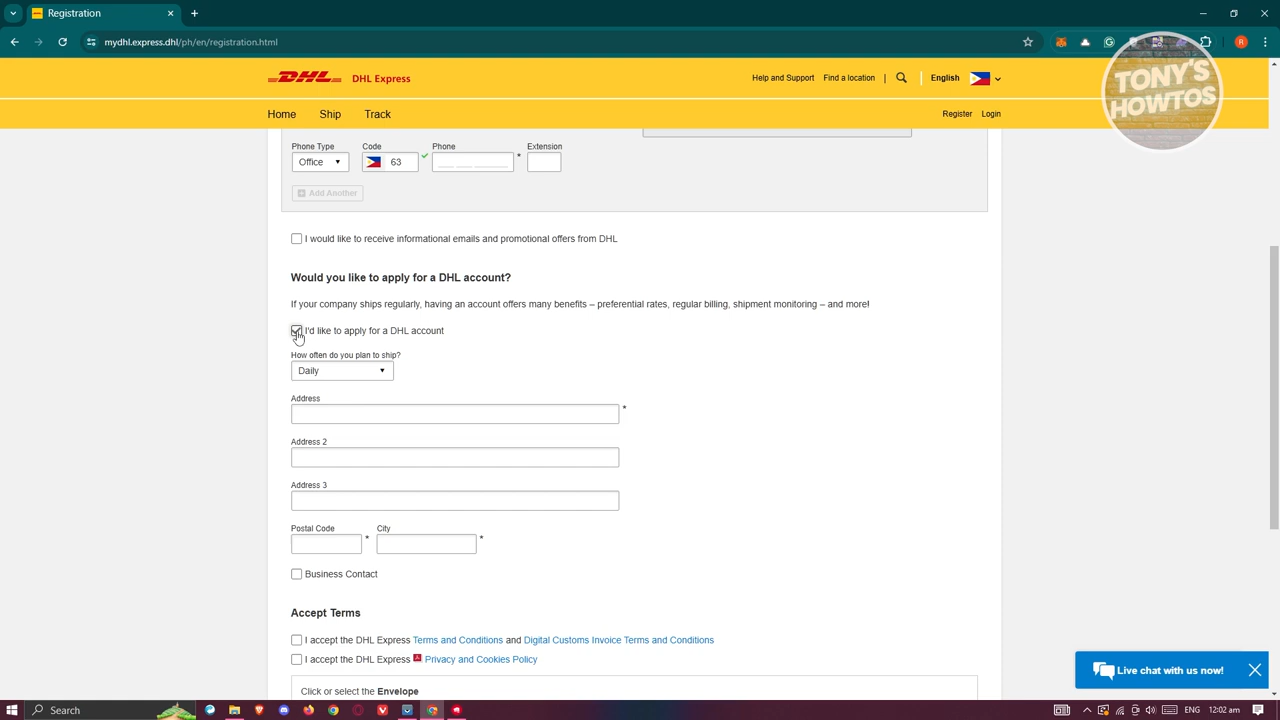 Registration
mydhl.express.dhl/ph/en/registration.html
TONY'S
HOWTOS
DHL
DHL Express
Help and Support
Find a location
English
Home
Ship
Track
Register
Login
Phone Type
Code
Phone
Extension
Office
63
*
Add Another
I would like to receive informational emails and promotional offers from DHL
Would you like to apply for a DHL account?
If your company ships regularly, having an account offers many benefits – preferential rates, regular billing, shipment monitoring – and more!
I'd like to apply for a DHL account
How often do you plan to ship?
Daily
Address
*
Address 2
Address 3
Postal Code
City
*
*
Business Contact
Accept Terms
I accept the DHL Express Terms and Conditions and Digital Customs Invoice Terms and Conditions
I accept the DHL Express Privacy and Cookies Policy
Click or select the Envelope
Live chat with us now!
Search
ENG
12:02 am